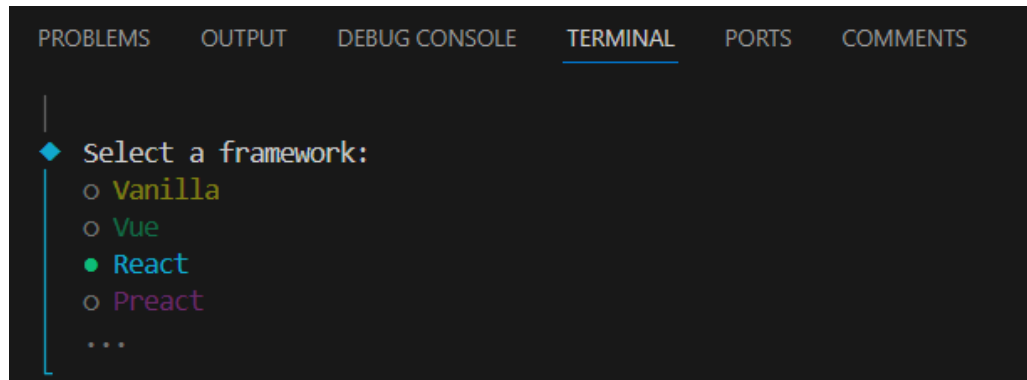 PROBLEMS OUTPUT DEBUG CONSOLE TERMINAL PORTS COMMENTS
Select a framework:
Vanilla
Vue
React
Preact
...